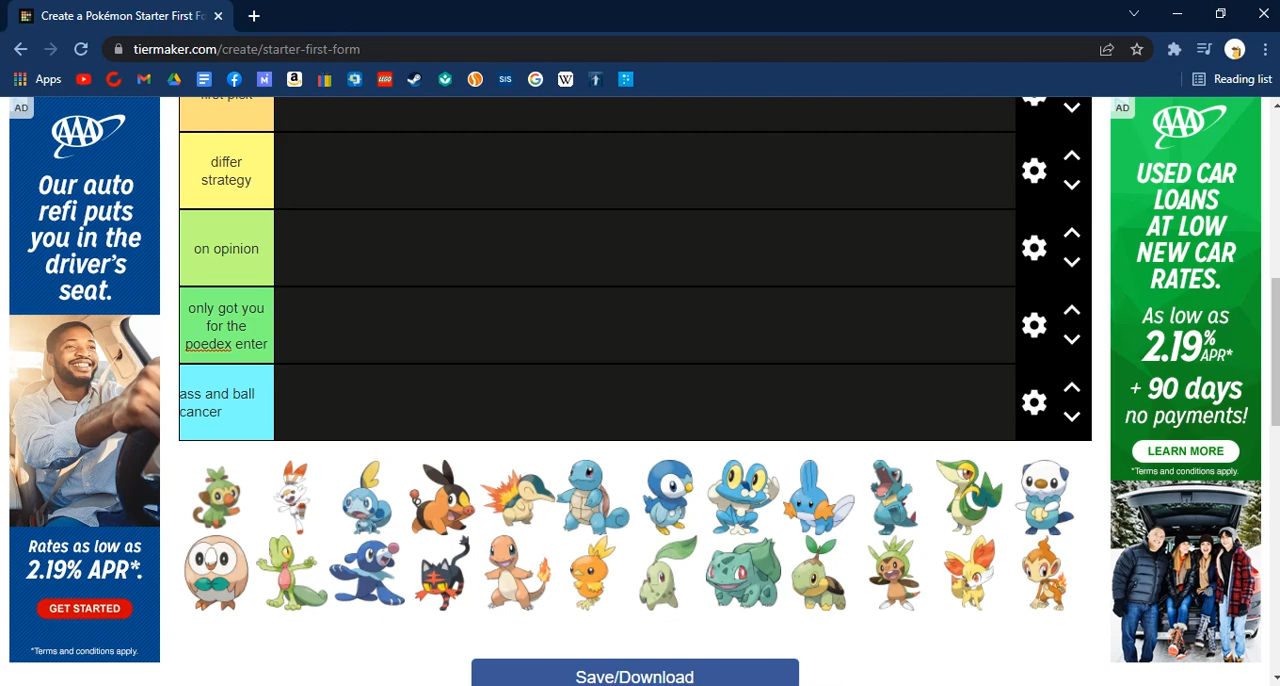 Create a Pokémon Starter First Fo
tiermaker.com/create/starter-first-form
Apps
SIS
Reading list
AD
AAA
Our auto
refi puts
you in the
driver's
seat.
Rates as low as
2.19% APR*.
GET STARTED
*Terms and conditions apply.
differ
strategy
on opinion
only got you
for the
poedex enter
ass and ball
cancer
Save/Download
AD
AAA
USED CAR
LOANS
AT LOW
NEW CAR
RATES.
As low as
2.19% APR*
+ 90 days
no payments!
LEARN MORE
*Terms and conditions apply.